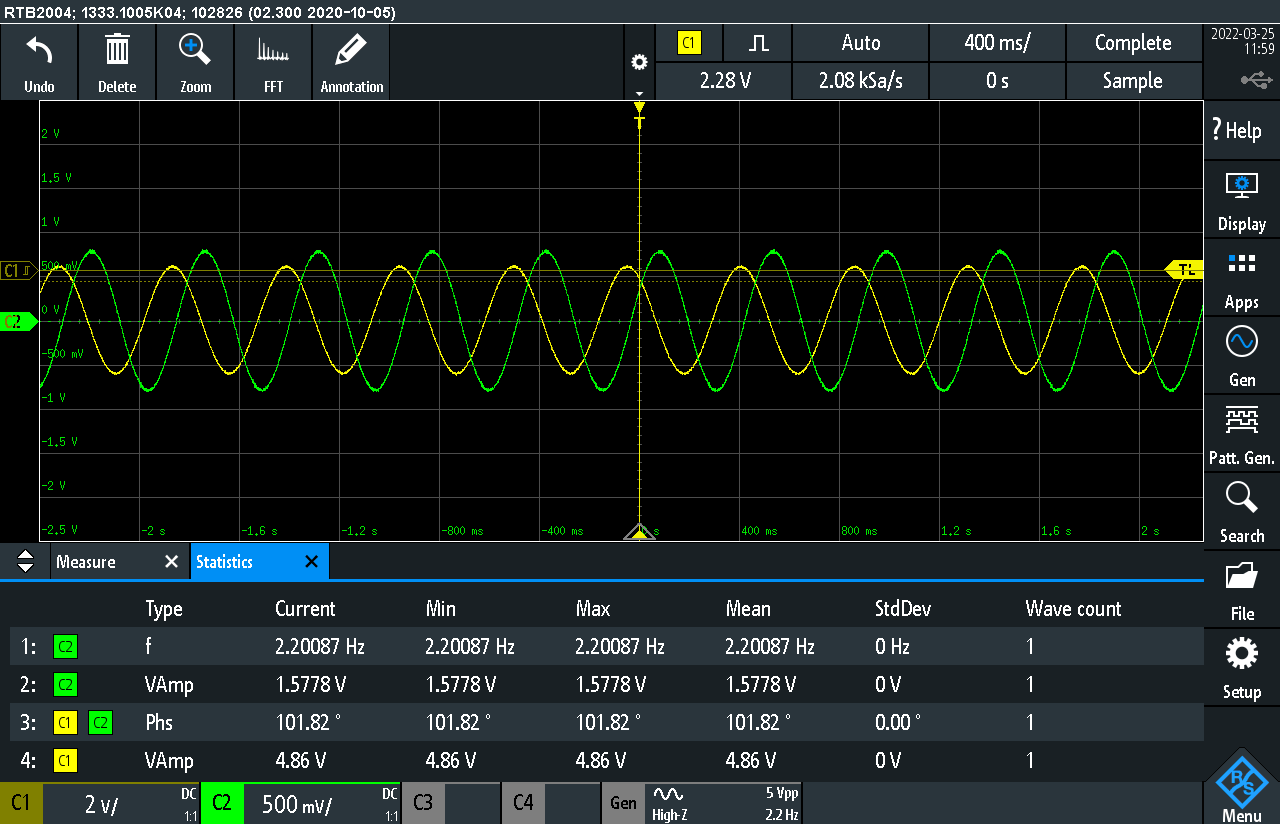 RTB2004; 1333.1005K04; 102826 (02.300 2020-10-05)
Undo
Delete
Zoom
FFT
Annotation
C1
Auto
400 ms/
Complete
2.28 V
2.08 kSa/s
0 s
Sample
2022-03-25
11:59
? Help
Display
Apps
Gen
Patt. Gen.
Search
File
Setup
Menu
T
2 V
1.5 V
1 V
500 mV
0 V
-500 mV
-1 V
-1.5 V
-2 V
-2.5 V
C1
C2
TL
-2 s
-1.6 s
-1.2 s
-800 ms
-400 ms
s
400 ms
800 ms
1.2 s
1.6 s
2 s
Measure
Statistics
Type Current Min Max Mean StdDev Wave count
1: C2 f 2.20087 Hz 2.20087 Hz 2.20087 Hz 2.20087 Hz 0 Hz 1
2: C2 VAmp 1.5778 V 1.5778 V 1.5778 V 1.5778 V 0 V 1
3: C1 C2 Phs 101.82 ° 101.82 ° 101.82 ° 101.82 ° 0.00 ° 1
4: C1 VAmp 4.86 V 4.86 V 4.86 V 4.86 V 0 V 1
C1 2 V/ DC 1:1
C2 500 mV/ DC 1:1
C3
C4
Gen High-Z 5 Vpp 2.2 Hz
R&S